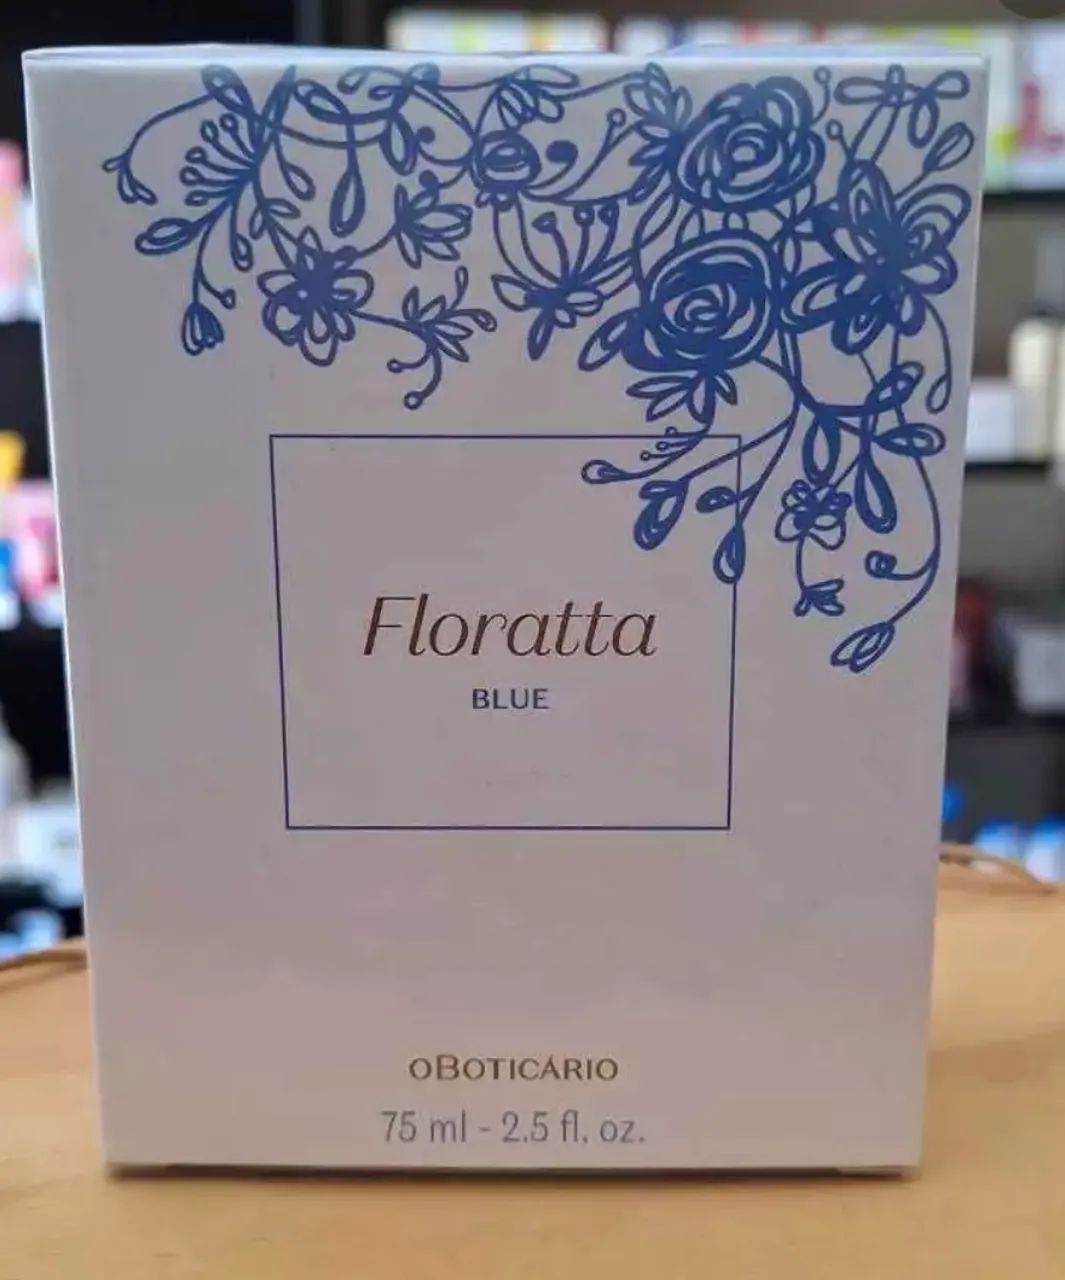 Floratta
BLUE
oBOTICÁRIO
75 ml - 2.5 fl. oz.